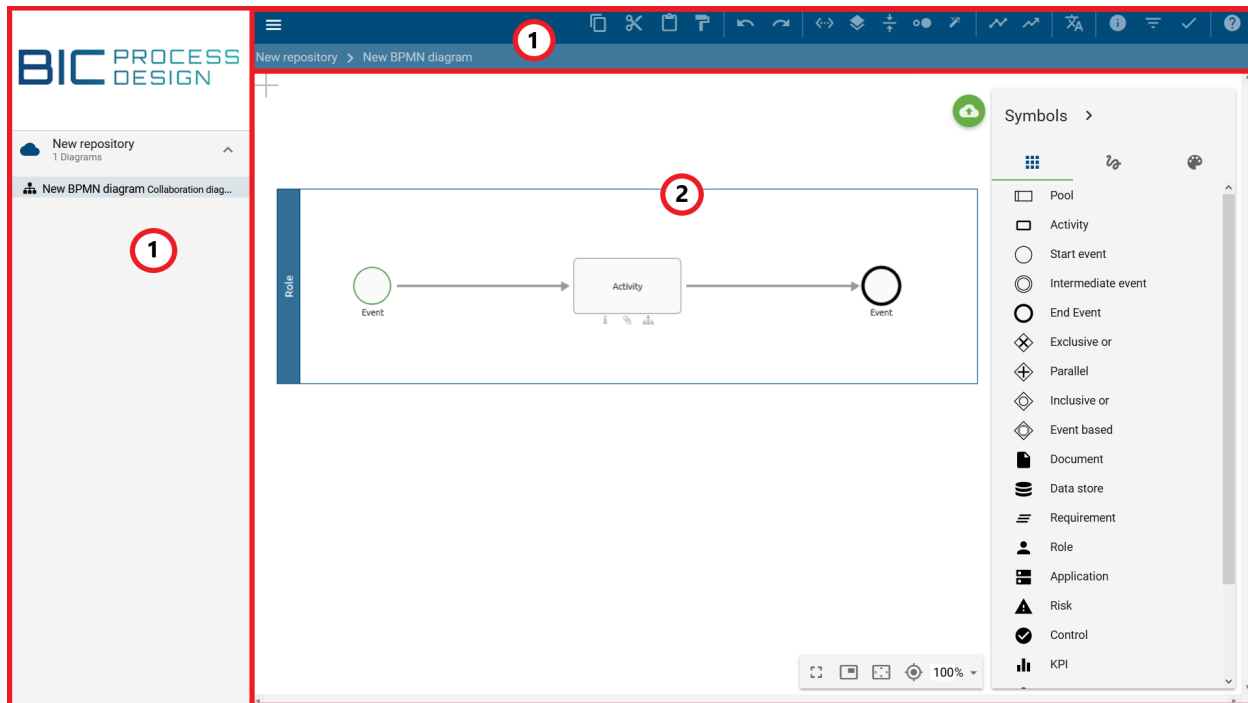 BIC PROCESS
DESIGN
New repository
1 Diagrams
New BPMN diagram Collaboration diag...
1
1
New repository > New BPMN diagram
2
Role
Event
Activity
Event
Symbols >
Pool
Activity
Start event
Intermediate event
End Event
Exclusive or
Parallel
Inclusive or
Event based
Document
Data store
Requirement
Role
Application
Risk
Control
KPI
100%